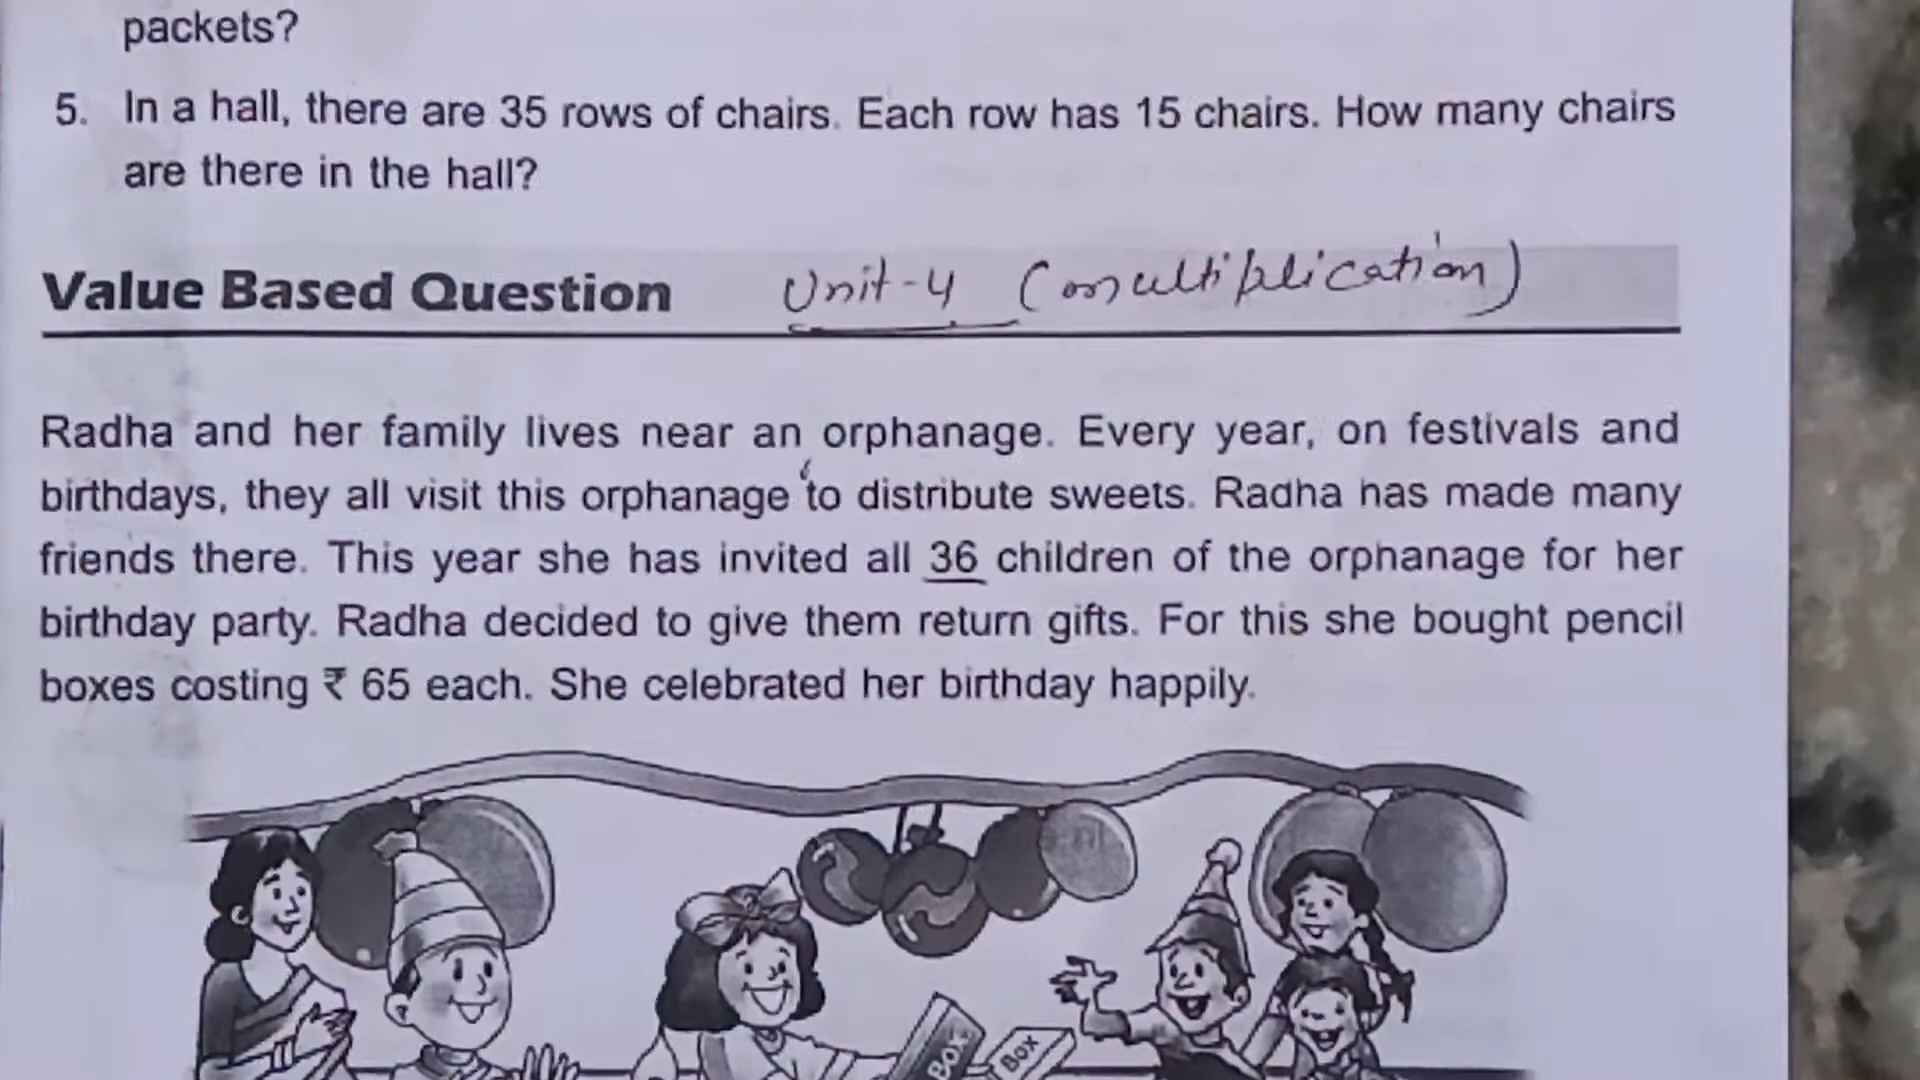 packets?
5. In a hall, there are 35 rows of chairs. Each row has 15 chairs. How many chairs
are there in the hall?
Value Based Question Unit-4 (multiplication)
Radha and her family lives near an orphanage. Every year, on festivals and
birthdays, they all visit this orphanage to distribute sweets. Radha has made many
friends there. This year she has invited all 36 children of the orphanage for her
birthday party. Radha decided to give them return gifts. For this she bought pencil
boxes costing ₹ 65 each. She celebrated her birthday happily.
BOX
BOX